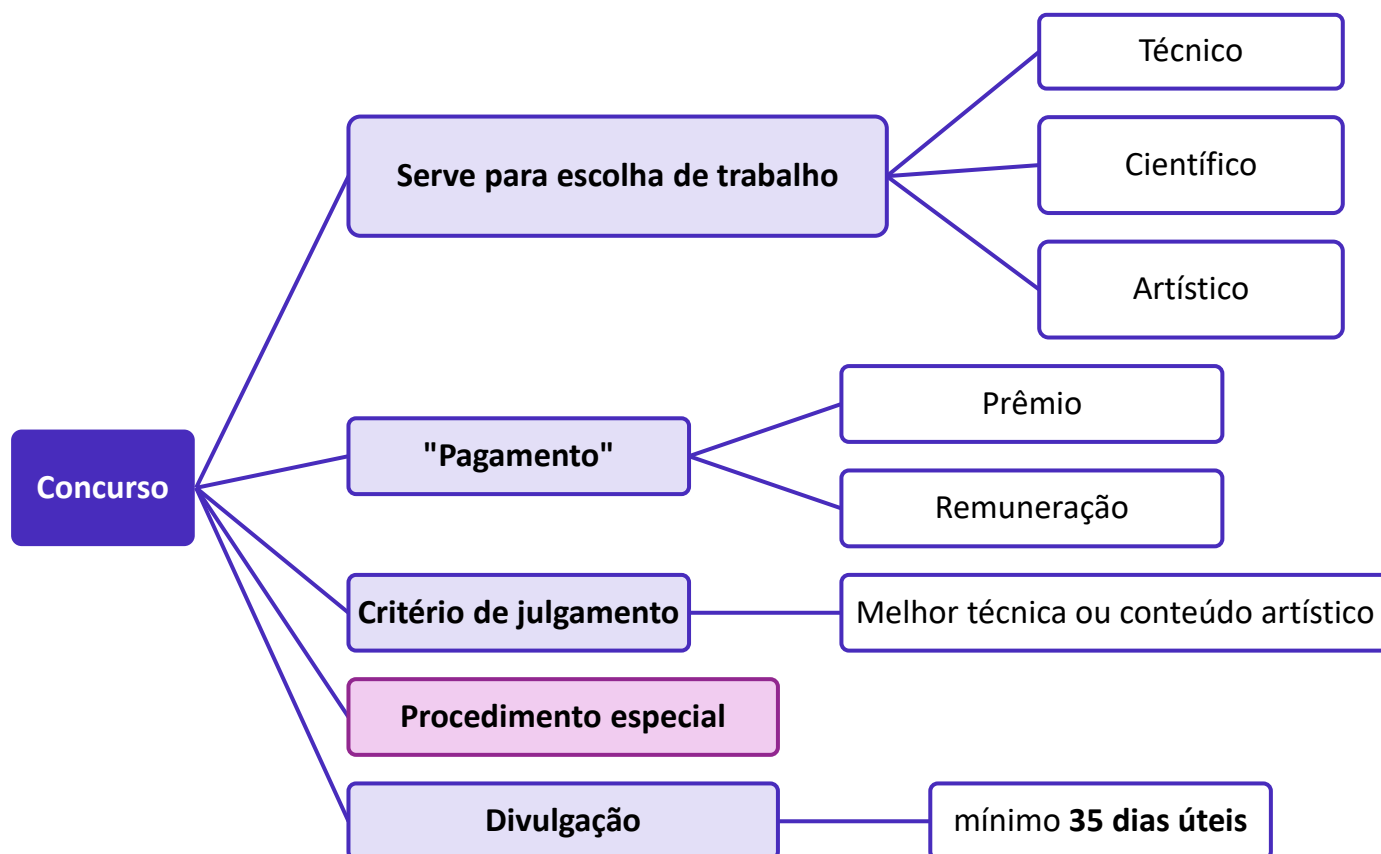 Concurso
Serve para escolha de trabalho
Técnico
Científico
Artístico
"Pagamento"
Prêmio
Remuneração
Critério de julgamento
Melhor técnica ou conteúdo artístico
Procedimento especial
Divulgação
mínimo 35 dias úteis